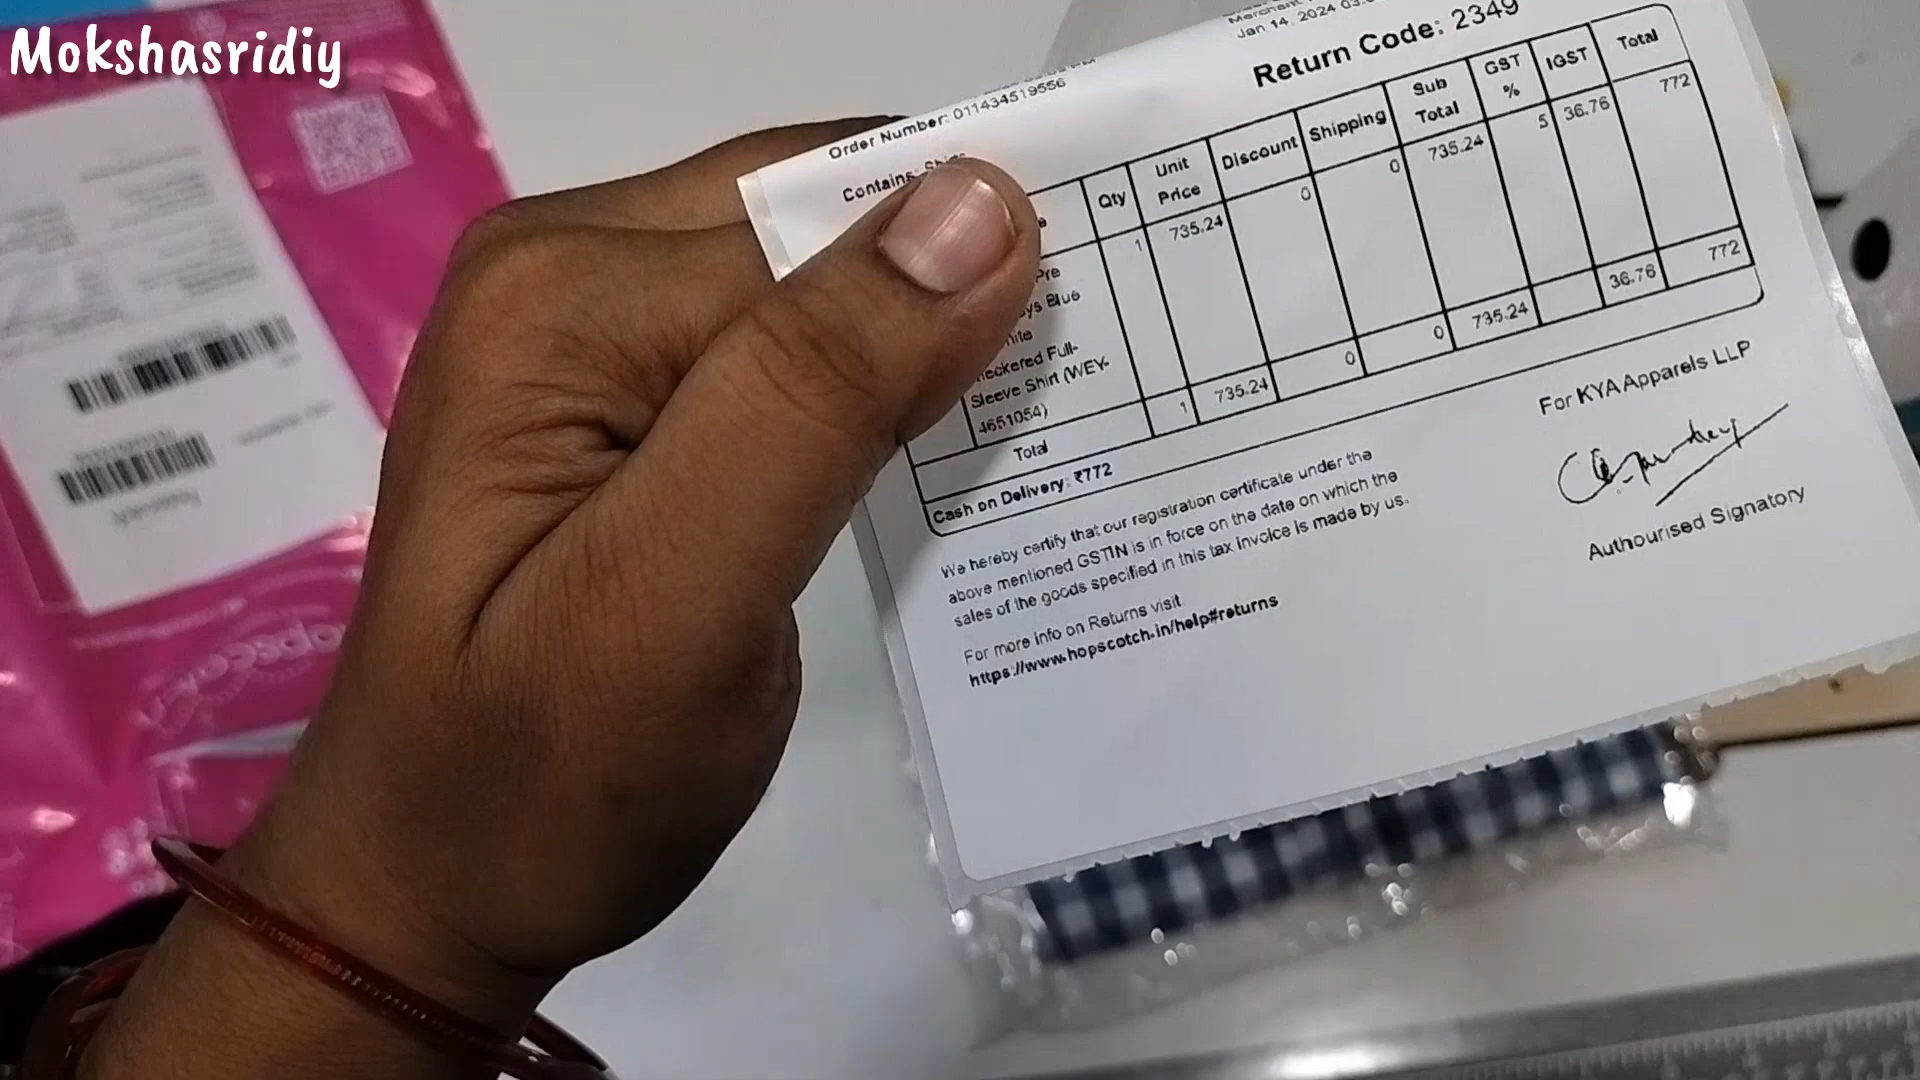 Mokshasridiy
Jan 14, 2024
Order Number: 011434519556
Return Code: 2349
Contains:
Qty Unit Price Discount Shipping Sub Total GST % IGST Total
1 735.24 0 0 735.24 5 36.76 772
Blue
Sleeve Shirt (WEY-
4651054)
Total 1 735.24 0 0 735.24 36.76 772
Cash on Delivery: ₹772
We hereby certify that our registration certificate under the
above mentioned GSTIN is in force on the date on which the
sales of the goods specified in this tax invoice is made by us.
For more info on Returns visit
https://www.hopscotch.in/help#returns
For KYA Apparels LLP
Authourised Signatory